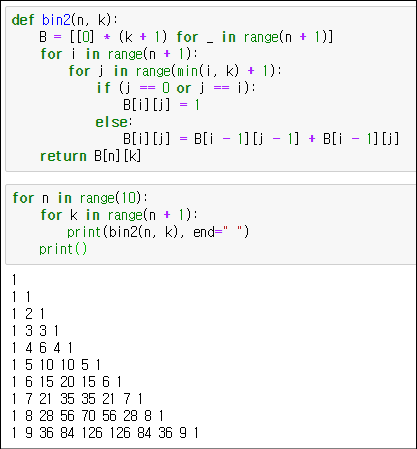 def bin2(n, k):
    B = [[0] * (k + 1) for _ in range(n + 1)]
    for i in range(n + 1):
        for j in range(min(i, k) + 1):
            if (j == 0 or j == i):
                B[i][j] = 1
            else:
                B[i][j] = B[i - 1][j - 1] + B[i - 1][j]
    return B[n][k]
for n in range(10):
    for k in range(n + 1):
        print(bin2(n, k), end=" ")
    print()
1
1 1
1 2 1
1 3 3 1
1 4 6 4 1
1 5 10 10 5 1
1 6 15 20 15 6 1
1 7 21 35 35 21 7 1
1 8 28 56 70 56 28 8 1
1 9 36 84 126 126 84 36 9 1